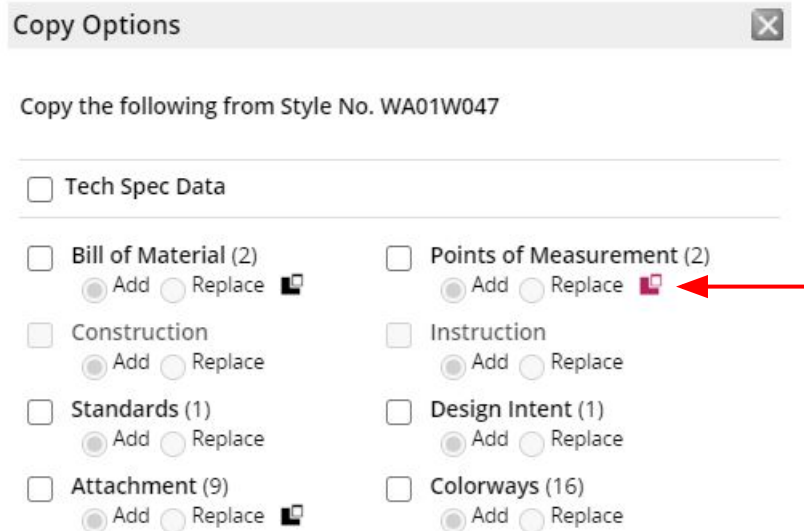 Copy Options
Copy the following from Style No. WA01W047
Tech Spec Data
Bill of Material (2)
Add Replace
Points of Measurement (2)
Add Replace
Construction
Add Replace
Instruction
Add Replace
Standards (1)
Add Replace
Design Intent (1)
Add Replace
Attachment (9)
Add Replace
Colorways (16)
Add Replace